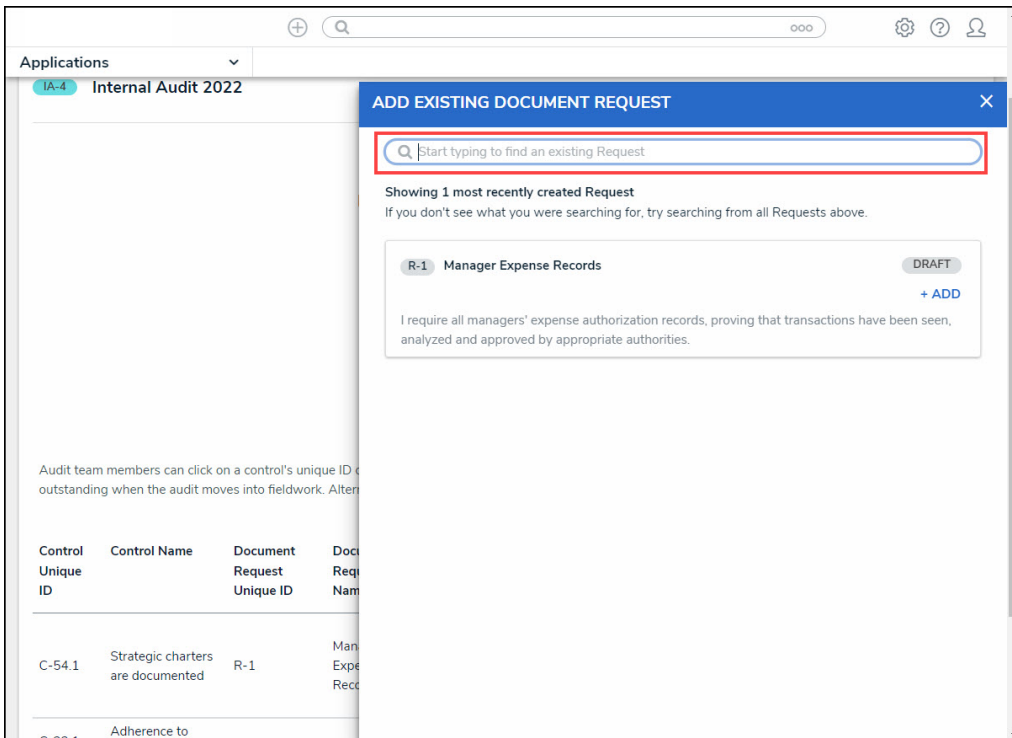 ooo
Applications
IA-4 Internal Audit 2022
ADD EXISTING DOCUMENT REQUEST
Start typing to find an existing Request
Showing 1 most recently created Request
If you don't see what you were searching for, try searching from all Requests above.
R-1 Manager Expense Records DRAFT
+ ADD
I require all managers' expense authorization records, proving that transactions have been seen,
analyzed and approved by appropriate authorities.
Audit team members can click on a control's unique ID
outstanding when the audit moves into fieldwork.
Control Control Name Document
Unique Request
ID Unique ID
Strategic charters
C-54.1 R-1
are documented
Adherence to